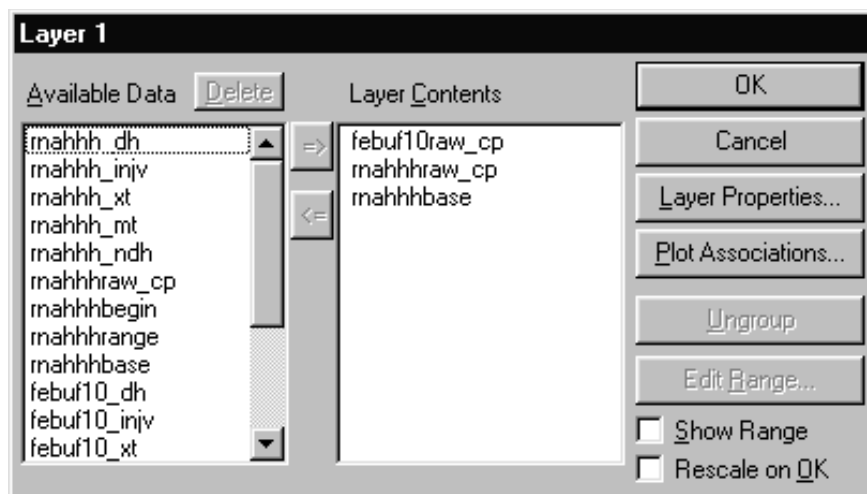 Layer 1
Available Data
Delete
Layer Contents
rnahhh_dh
rnahhh_injv
rnahhh_xt
rnahhh_mt
rnahhh_ndh
rnahhhraw_cp
rnahhhbegin
rnahhhrange
rnahhhbase
febuf10_dh
febuf10_injv
febuf10_xt
=>
<=
febuf10raw_cp
rnahhhraw_cp
rnahhhbase
OK
Cancel
Layer Properties...
Plot Associations...
Ungroup
Edit Range...
Show Range
Rescale on OK